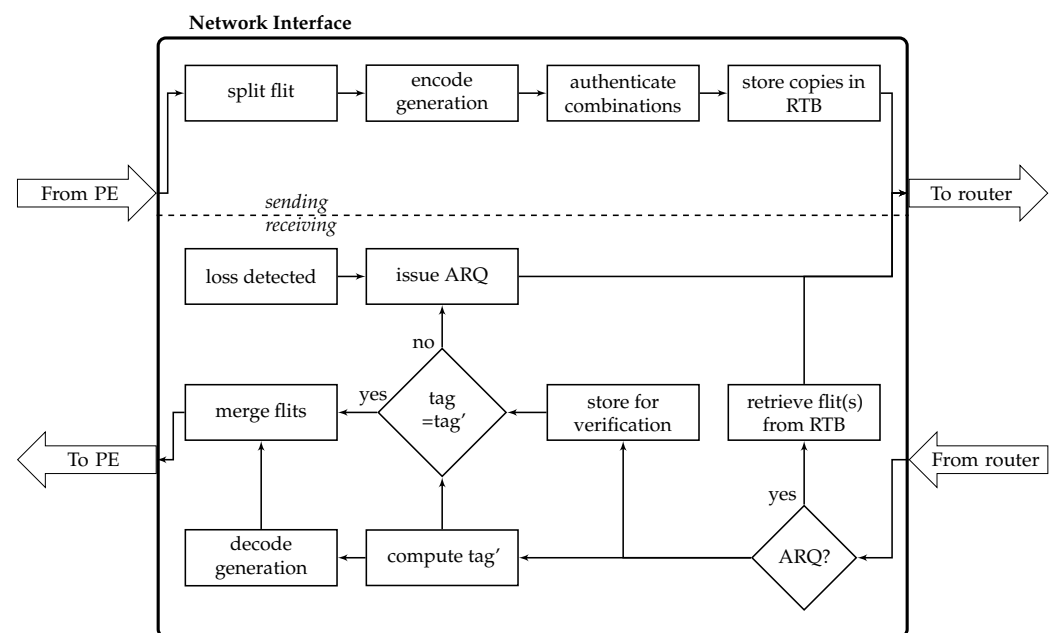 Network Interface
split flit
encode
generation
authenticate
combinations
store copies in
RTB
From PE
To router
sending
receiving
loss detected
issue ARQ
no
yes
merge flits
tag
=tag’
store for
verification
retrieve flit(s)
from RTB
To PE
From router
yes
decode
generation
compute tag’
ARQ?